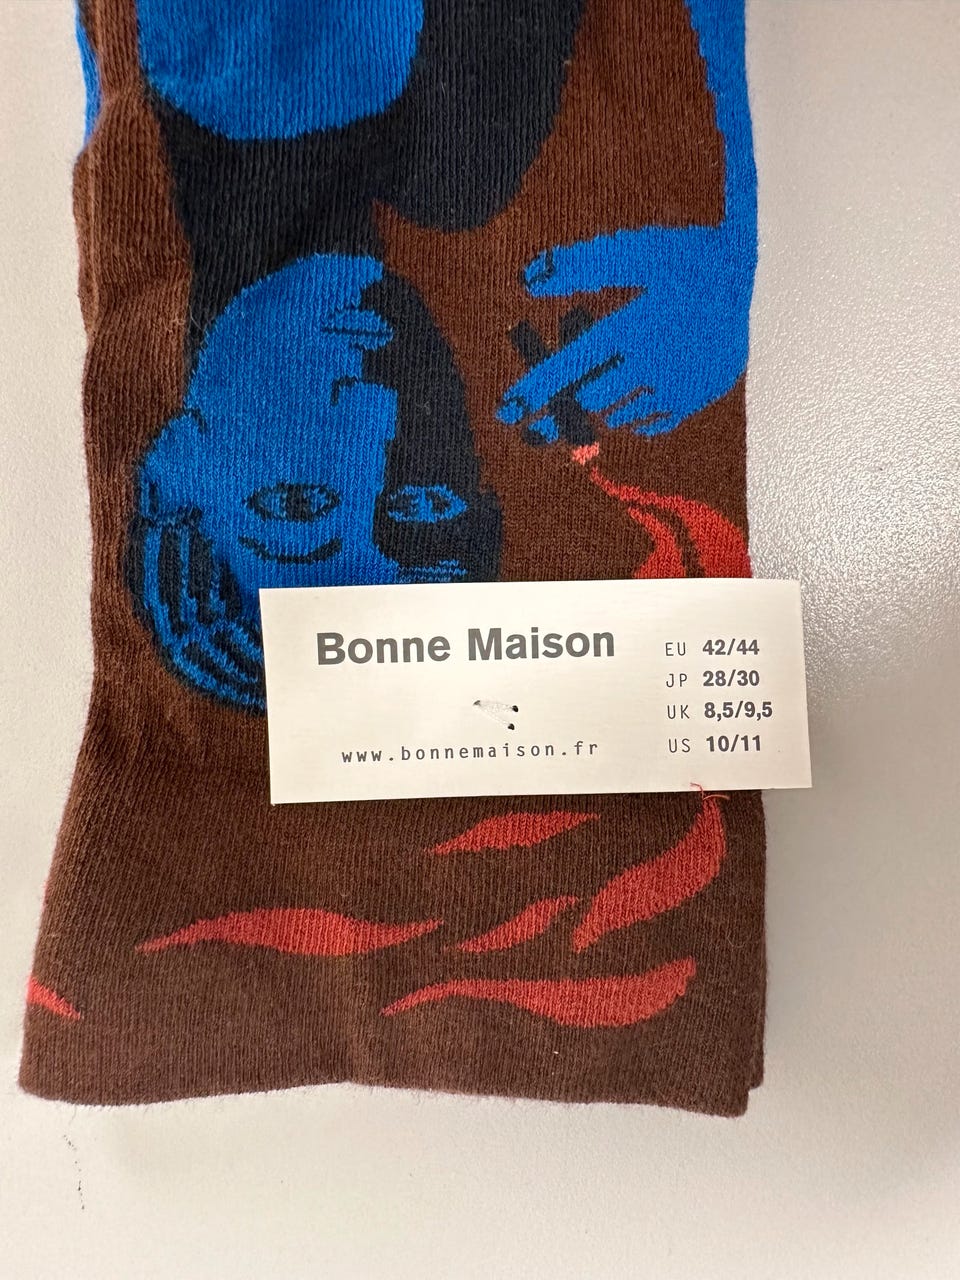 Bonne Maison
www.bonnemaison.fr
EU 42/44
JP 28/30
UK 8,5/9,5
US 10/11